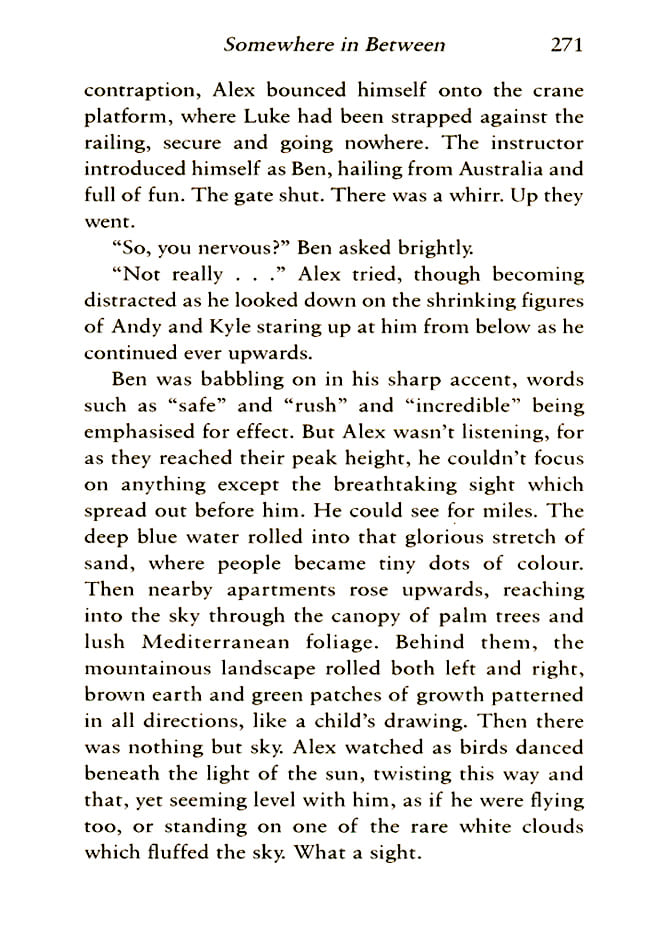 Somewhere in Between 271
contraption, Alex bounced himself onto the crane
platform, where Luke had been strapped against the
railing, secure and going nowhere. The instructor
introduced himself as Ben, hailing from Australia and
full of fun. The gate shut. There was a whirr. Up they
went.
“So, you nervous?” Ben asked brightly.
“Not really . . .” Alex tried, though becoming
distracted as he looked down on the shrinking figures
of Andy and Kyle staring up at him from below as he
continued ever upwards.
Ben was babbling on in his sharp accent, words
such as “safe” and “rush” and “incredible” being
emphasised for effect. But Alex wasn’t listening, for
as they reached their peak height, he couldn’t focus
on anything except the breathtaking sight which
spread out before him. He could see for miles. The
deep blue water rolled into that glorious stretch of
sand, where people became tiny dots of colour.
Then nearby apartments rose upwards, reaching
into the sky through the canopy of palm trees and
lush Mediterranean foliage. Behind them, the
mountainous landscape rolled both left and right,
brown earth and green patches of growth patterned
in all directions, like a child’s drawing. Then there
was nothing but sky. Alex watched as birds danced
beneath the light of the sun, twisting this way and
that, yet seeming level with him, as if he were flying
too, or standing on one of the rare white clouds
which fluffed the sky. What a sight.